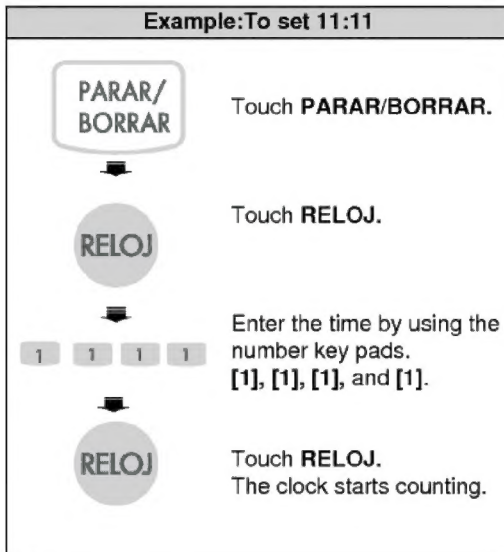 Example:To set 11:11
PARAR/
BORRAR
Touch PARAR/BORRAR.
RELOJ
Touch RELOJ.
1 1 1 1
Enter the time by using the
number key pads.
[1], [1], [1], and [1].
RELOJ
Touch RELOJ.
The clock starts counting.